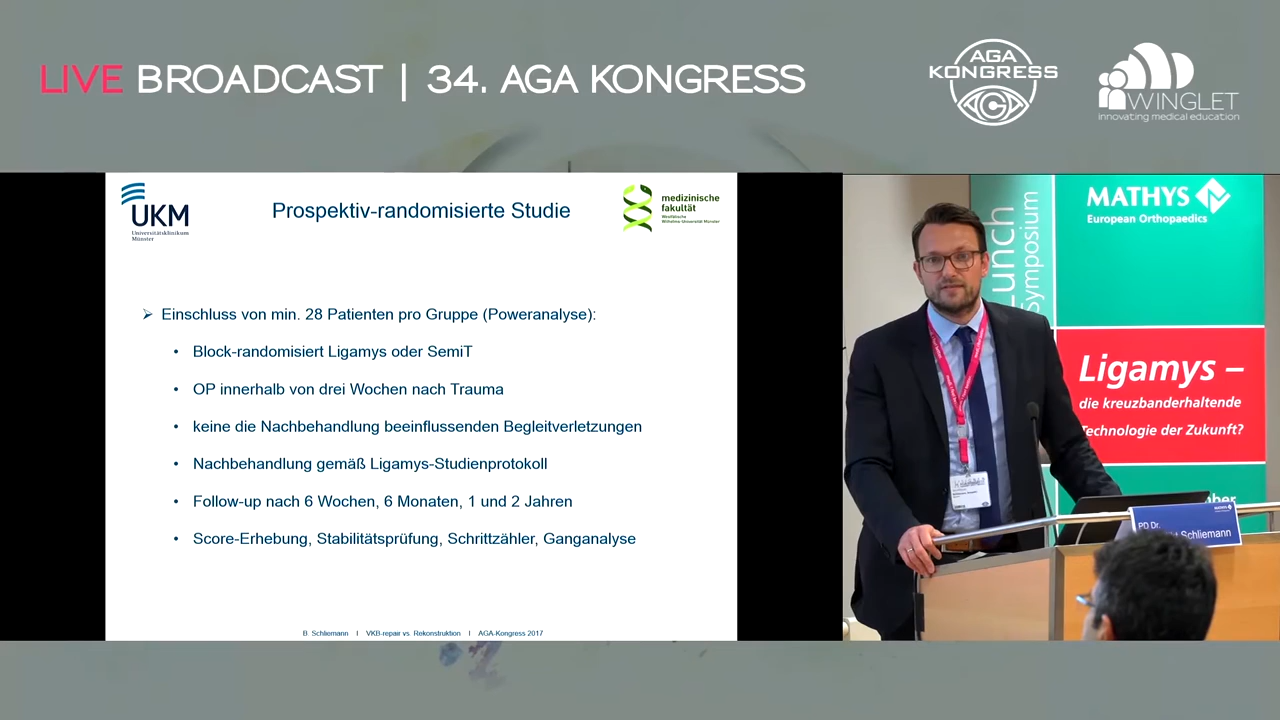 LIVE BROADCAST | 34. AGA KONGRESS
AGA
KONGRESS
AGA
WINGLET
innovating medical education
UKM
Universitätsklinikum
Münster
Prospektiv-randomisierte Studie
medizinische
fakultät
Westfälische
Wilhelms-Universität Münster
➢ Einschluss von min. 28 Patienten pro Gruppe (Poweranalyse):
• Block-randomisiert Ligamys oder SemiT
• OP innerhalb von drei Wochen nach Trauma
• keine die Nachbehandlung beeinflussenden Begleitverletzungen
• Nachbehandlung gemäß Ligamys-Studienprotokoll
• Follow-up nach 6 Wochen, 6 Monaten, 1 und 2 Jahren
• Score-Erhebung, Stabilitätsprüfung, Schrittzähler, Ganganalyse
B. Schliemann I VKB-repair vs Rekonstruktion I AGA-Kongress 2017
Lunch
Symposium
MATHYS
European Orthopaedics
Ligamys –
die kreuzbanderhaltende
Technologie der Zukunft?
MATHYS
PD Dr.
Schliemann